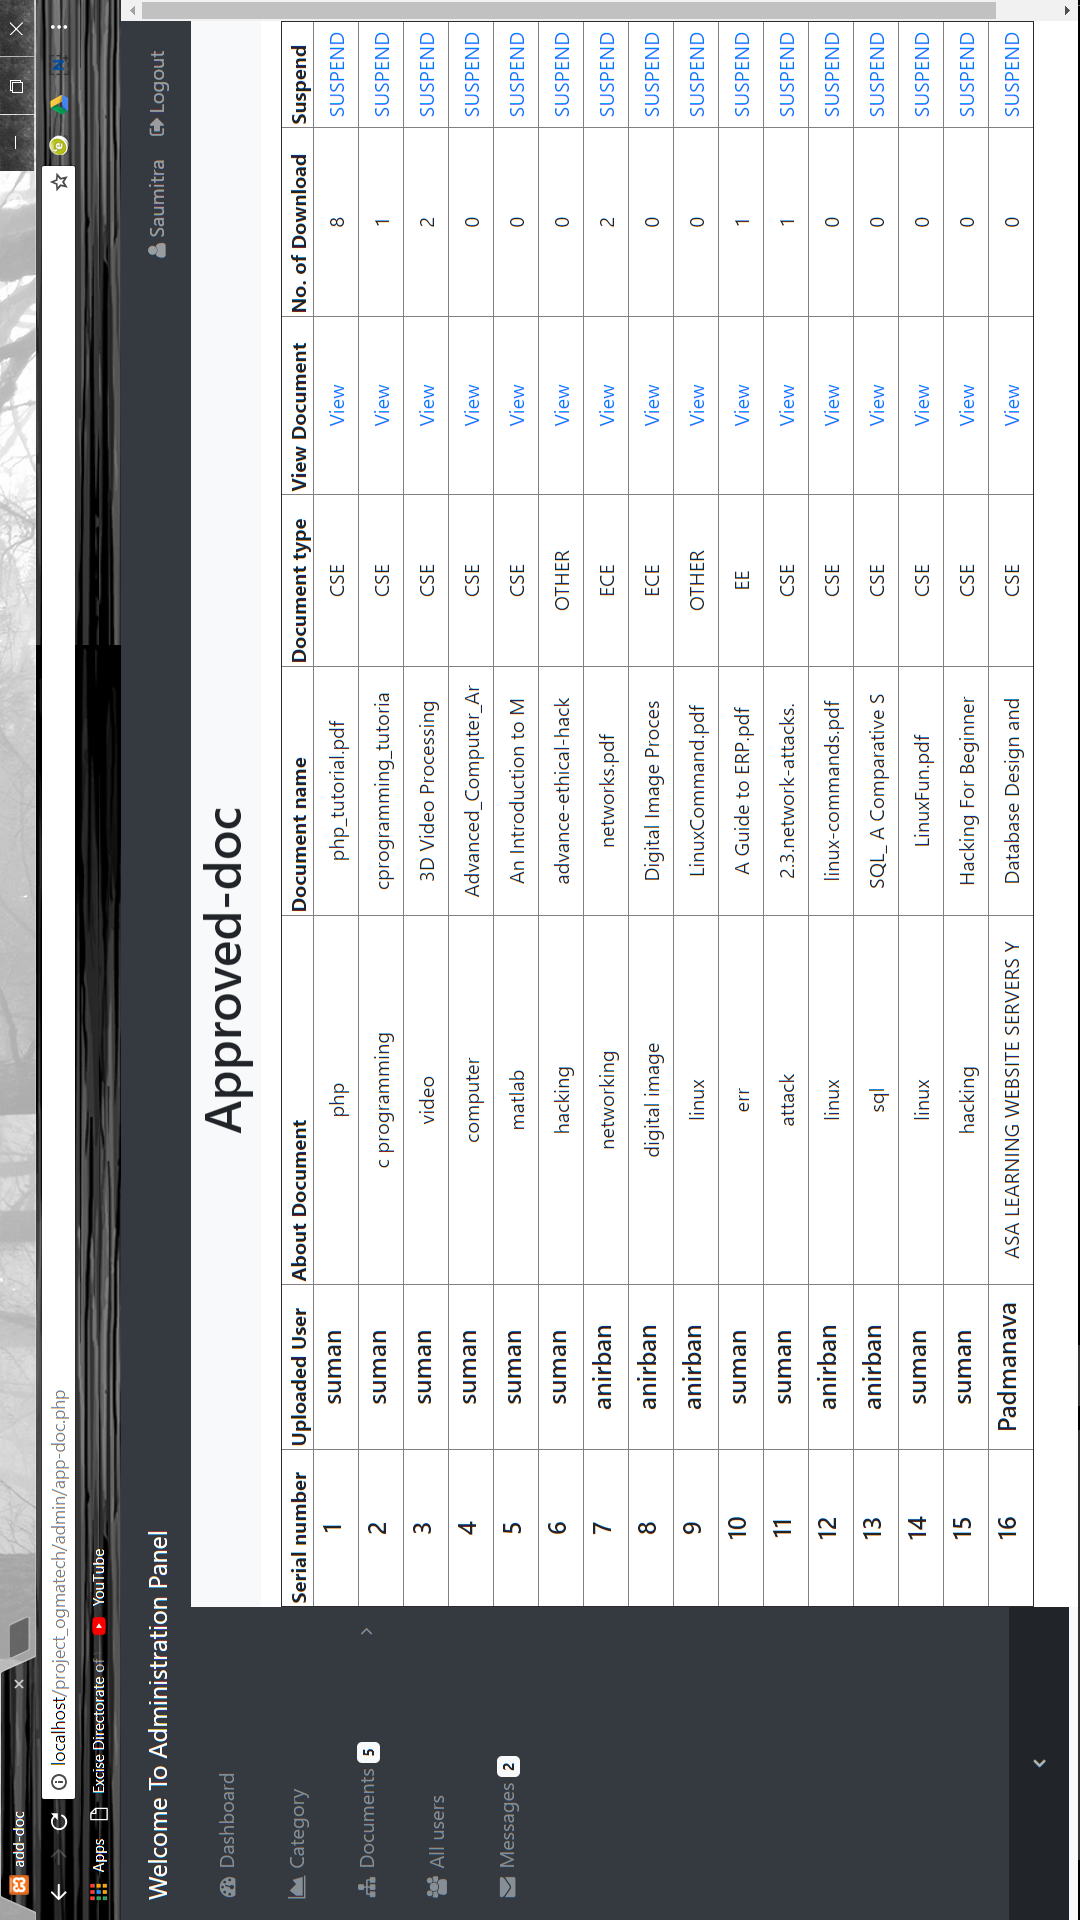 add-doc
localhost/project_ogmatech/admin/app-doc.php
Apps Excise Directorate of YouTube
Welcome To Administration Panel Saumitra Logout
Dashboard
Category
Documents 5
All users
Messages 2
Approved-doc
Serial number Uploaded User About Document Document name Document type View Document No. of Download Suspend
1 suman php php_tutorial.pdf CSE View 8 SUSPEND
2 suman c programming cprogramming_tutoria CSE View 1 SUSPEND
3 suman video 3D Video Processing CSE View 2 SUSPEND
4 suman computer Advanced_Computer_Ar CSE View 0 SUSPEND
5 suman matlab An Introduction to M CSE View 0 SUSPEND
6 suman hacking advance-ethical-hack OTHER View 0 SUSPEND
7 anirban networking networks.pdf ECE View 2 SUSPEND
8 anirban digital image Digital Image Proces ECE View 0 SUSPEND
9 anirban linux LinuxCommand.pdf OTHER View 0 SUSPEND
10 suman err A Guide to ERP.pdf EE View 1 SUSPEND
11 suman attack 2.3.network-attacks. CSE View 1 SUSPEND
12 anirban linux linux-commands.pdf CSE View 0 SUSPEND
13 anirban sql SQL_ A Comparative S CSE View 0 SUSPEND
14 suman linux LinuxFun.pdf CSE View 0 SUSPEND
15 suman hacking Hacking For Beginner CSE View 0 SUSPEND
16 Padmanava ASA LEARNING WEBSITE SERVERS Y Database Design and CSE View 0 SUSPEND